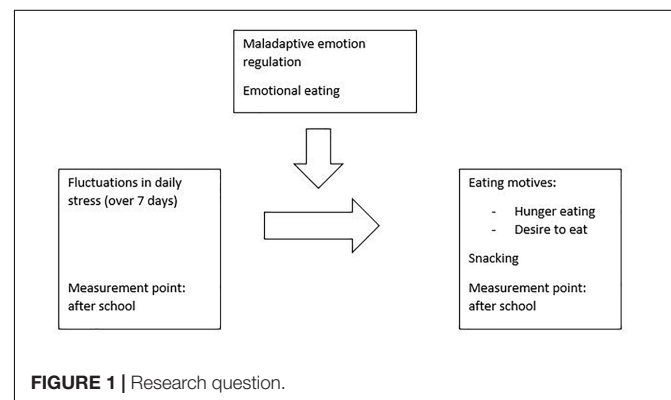 Maladaptive emotion
regulation
Emotional eating
Fluctuations in daily
stress (over 7 days)
Measurement point:
after school
Eating motives:
- Hunger eating
- Desire to eat
Snacking
Measurement point:
after school
FIGURE 1 | Research question.